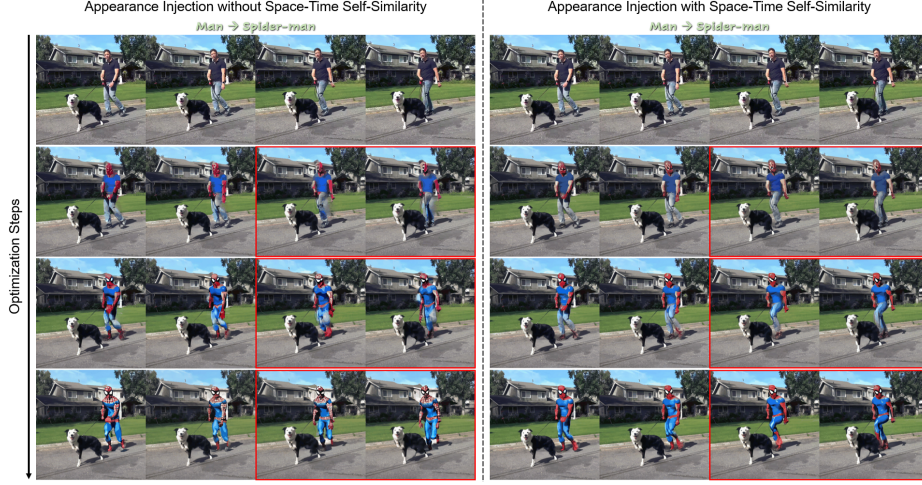 Appearance Injection without Space-Time Self-Similarity
Man → Spider-man
Appearance Injection with Space-Time Self-Similarity
Man → Spider-man
Optimization Steps